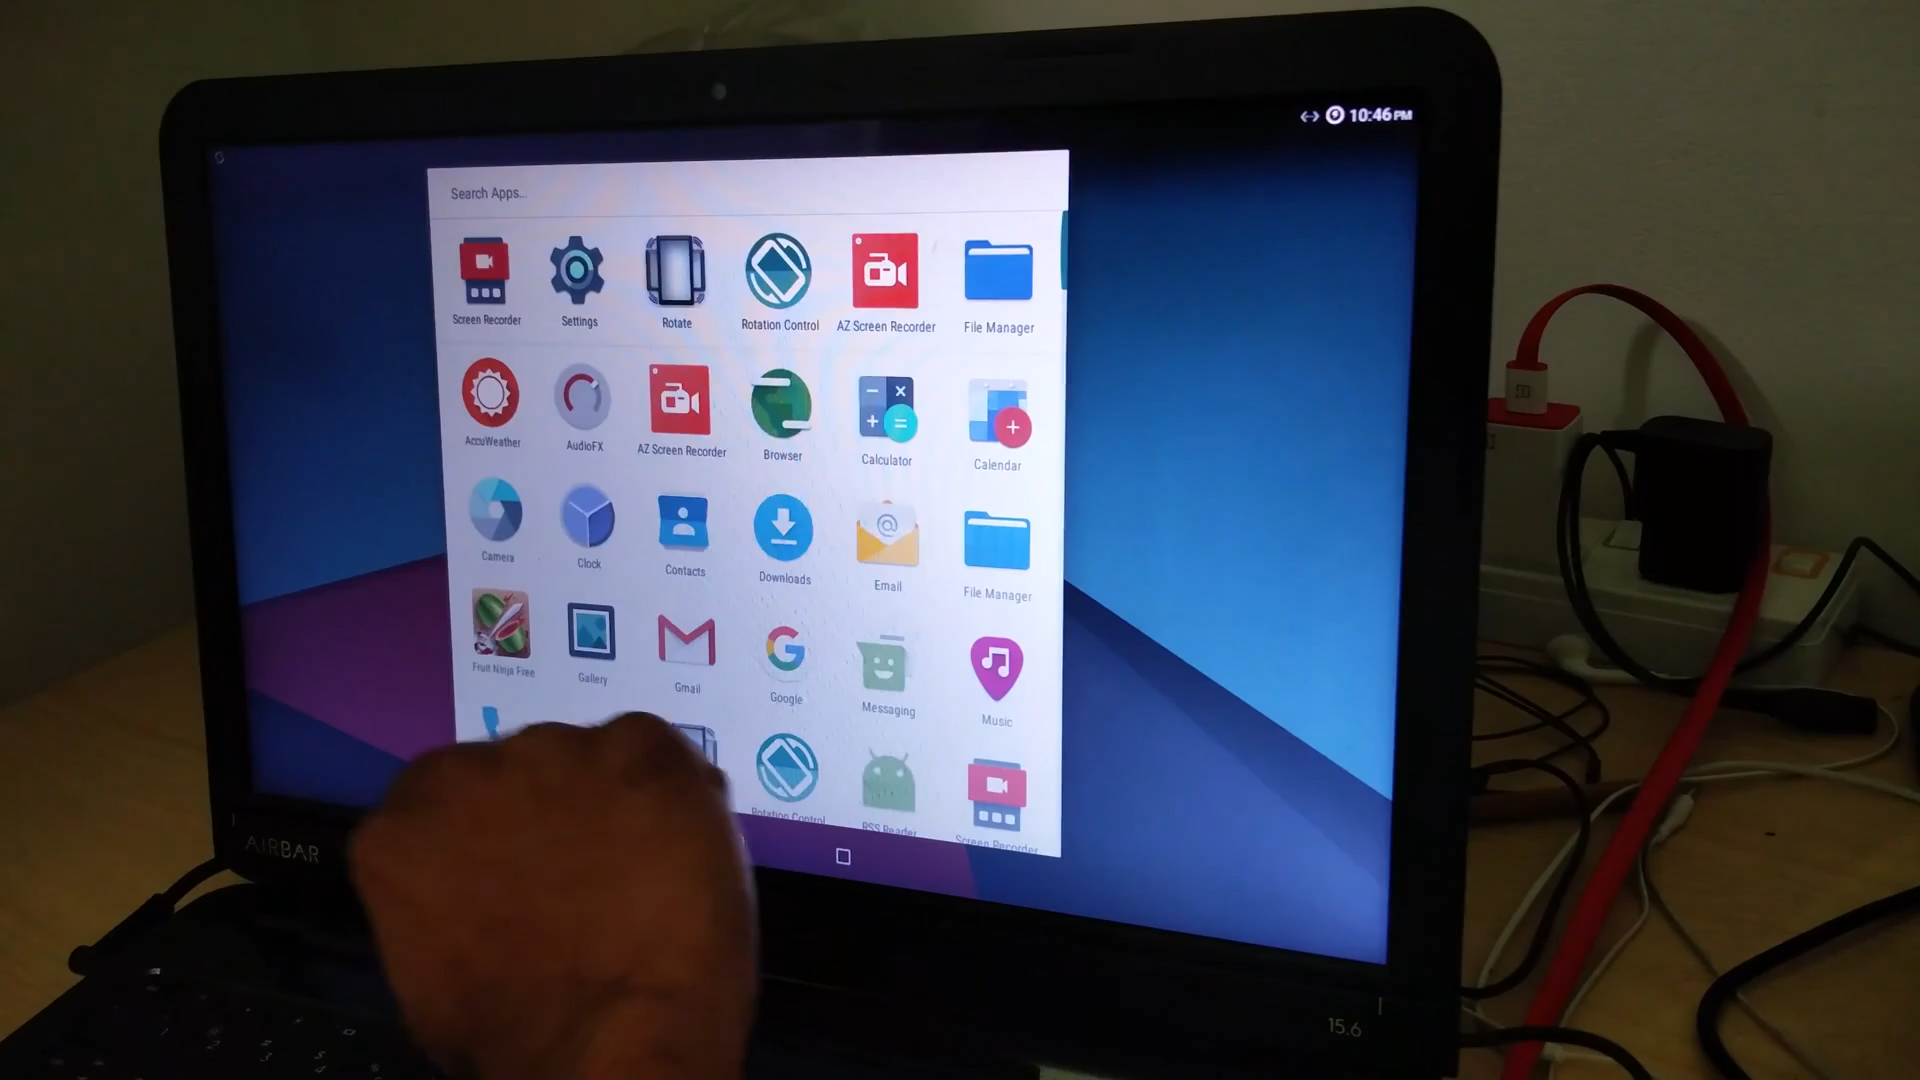 10:46 PM
Search Apps...
Screen Recorder Settings Rotate Rotation Control AZ Screen Recorder File Manager
AccuWeather AudioFX AZ Screen Recorder Browser Calculator Calendar
Camera Clock Contacts Downloads Email File Manager
Fruit Ninja Free Gallery Gmail Google Messaging Music
Rotation Control RSS Reader Screen Recorder
AIRBAR
15.6